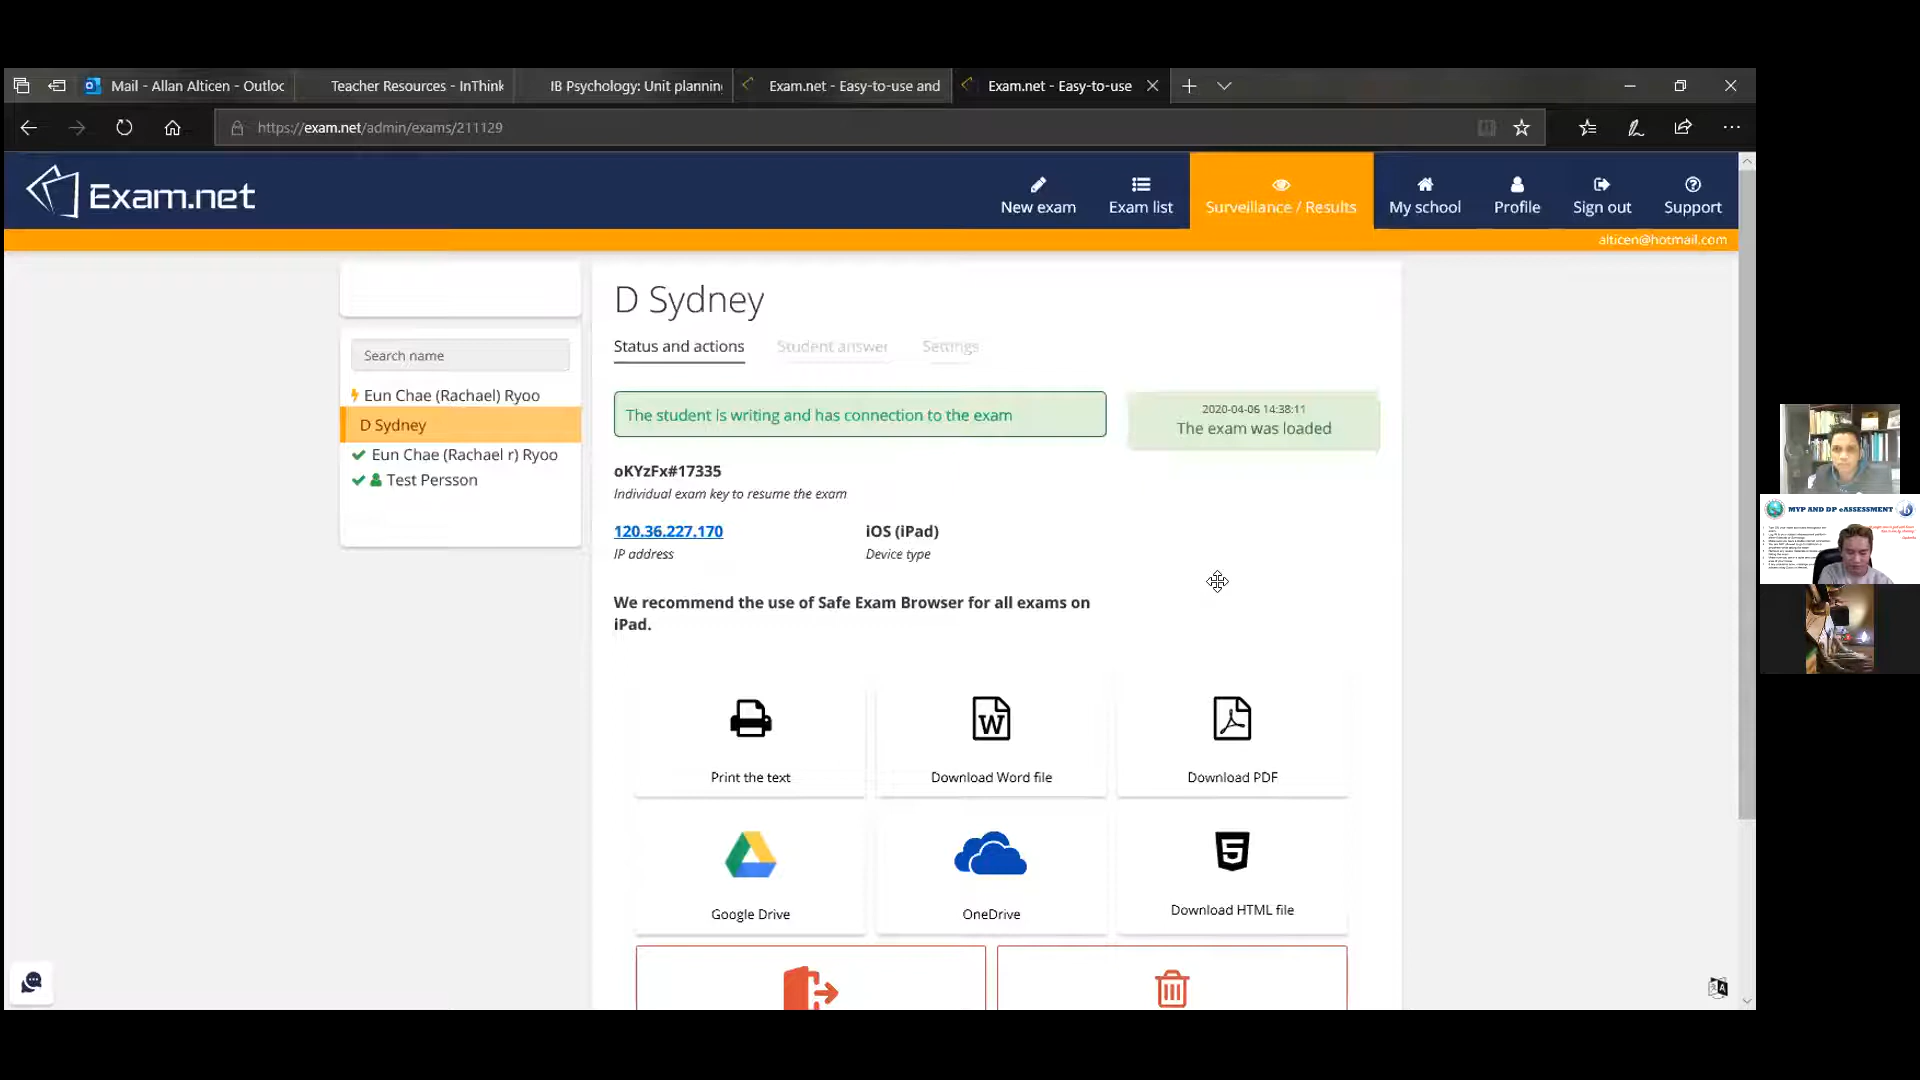 Mail - Allan Alticen - Outloc
Teacher Resources - InThink
IB Psychology: Unit plannin
Exam.net - Easy-to-use and
Exam.net - Easy-to-use
https://exam.net/admin/exams/211129
Exam.net
New exam
Exam list
Surveillance / Results
My school
Profile
Sign out
Support
alticen@hotmail.com
Search name
Eun Chae (Rachael) Ryoo
D Sydney
Eun Chae (Rachael r) Ryoo
Test Persson
D Sydney
Status and actions
Student answer
Settings
The student is writing and has connection to the exam
2020-04-06 14:38:11
The exam was loaded
oKYzFx#17335
Individual exam key to resume the exam
120.36.227.170
IP address
iOS (iPad)
Device type
We recommend the use of Safe Exam Browser for all exams on
iPad.
Print the text
Download Word file
Download PDF
Google Drive
OneDrive
Download HTML file
MYP AND DP eASSESSMENT